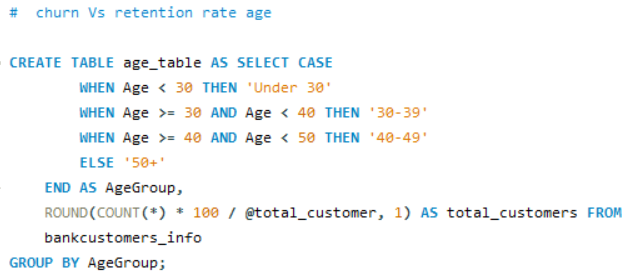 # churn Vs retention rate age
CREATE TABLE age_table AS SELECT CASE
WHEN Age < 30 THEN 'Under 30'
WHEN Age >= 30 AND Age < 40 THEN '30-39'
WHEN Age >= 40 AND Age < 50 THEN '40-49'
ELSE '50+'
END AS AgeGroup,
ROUND(COUNT(*) * 100 / @total_customer, 1) AS total_customers FROM
bankcustomers_info
GROUP BY AgeGroup;